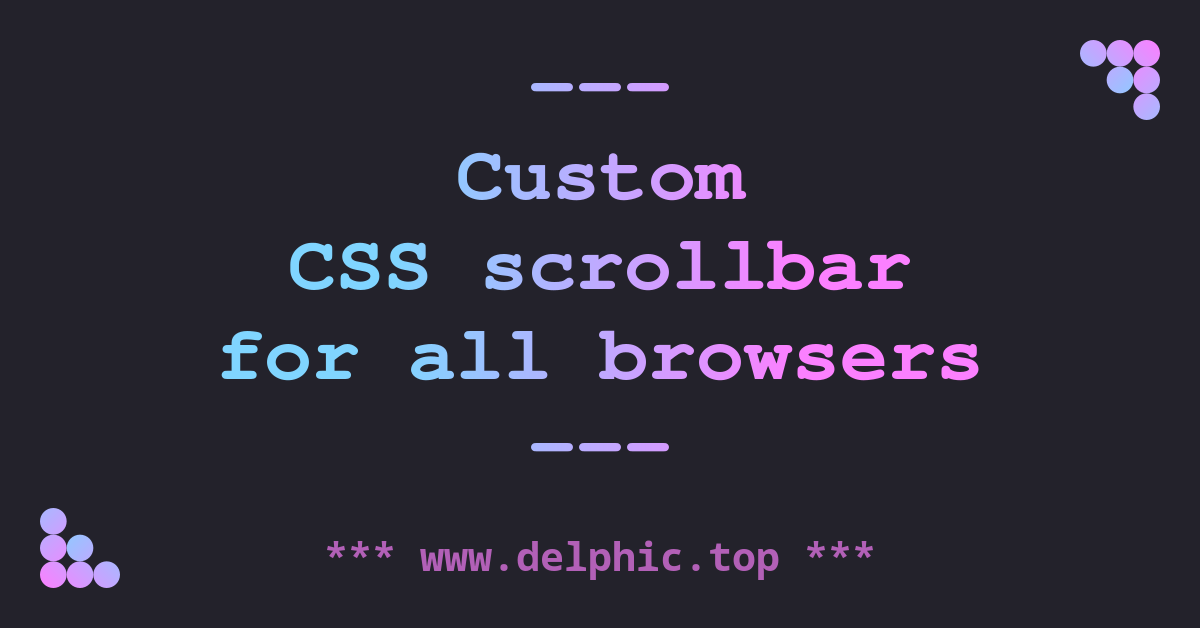 ———
Custom
CSS scrollbar
for all browsers
———
*** www.delphic.top ***